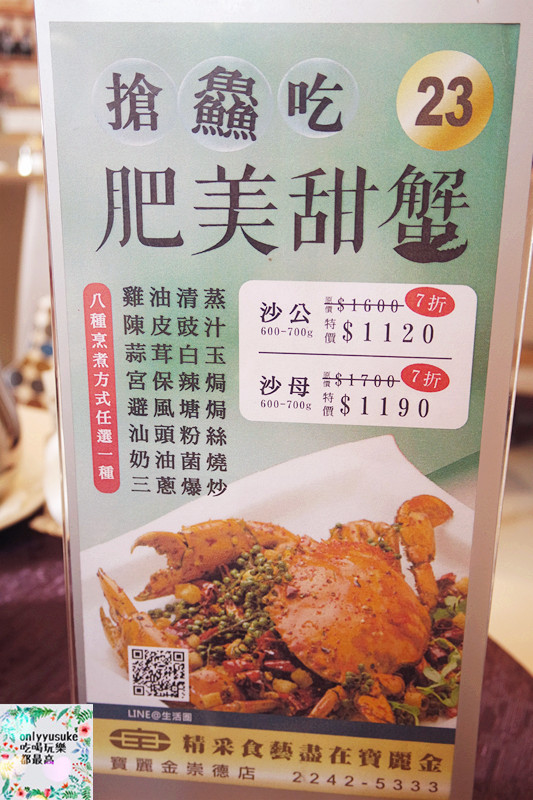 搶鱻吃
23
肥美甜蟹
八種烹煮方式任選一種
雞油清蒸
陳皮豉汁
蒜茸白玉
宮保辣焗
避風塘焗
汕頭粉絲
奶油菌燒
三蔥爆炒
沙公 原價 $1600 7折
600-700g 特價 $1120
沙母 原價 $1700 7折
600-700g 特價 $1190
LINE@生活圈
精采食藝盡在寶麗金
寶麗金崇德店 2242-5333
onlyyusuke
吃喝玩樂
都最高